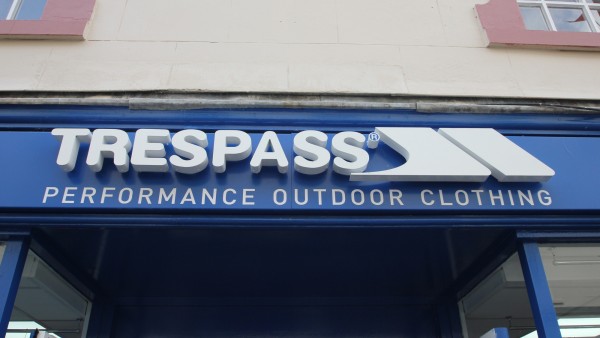 TRESPASS®
PERFORMANCE OUTDOOR CLOTHING